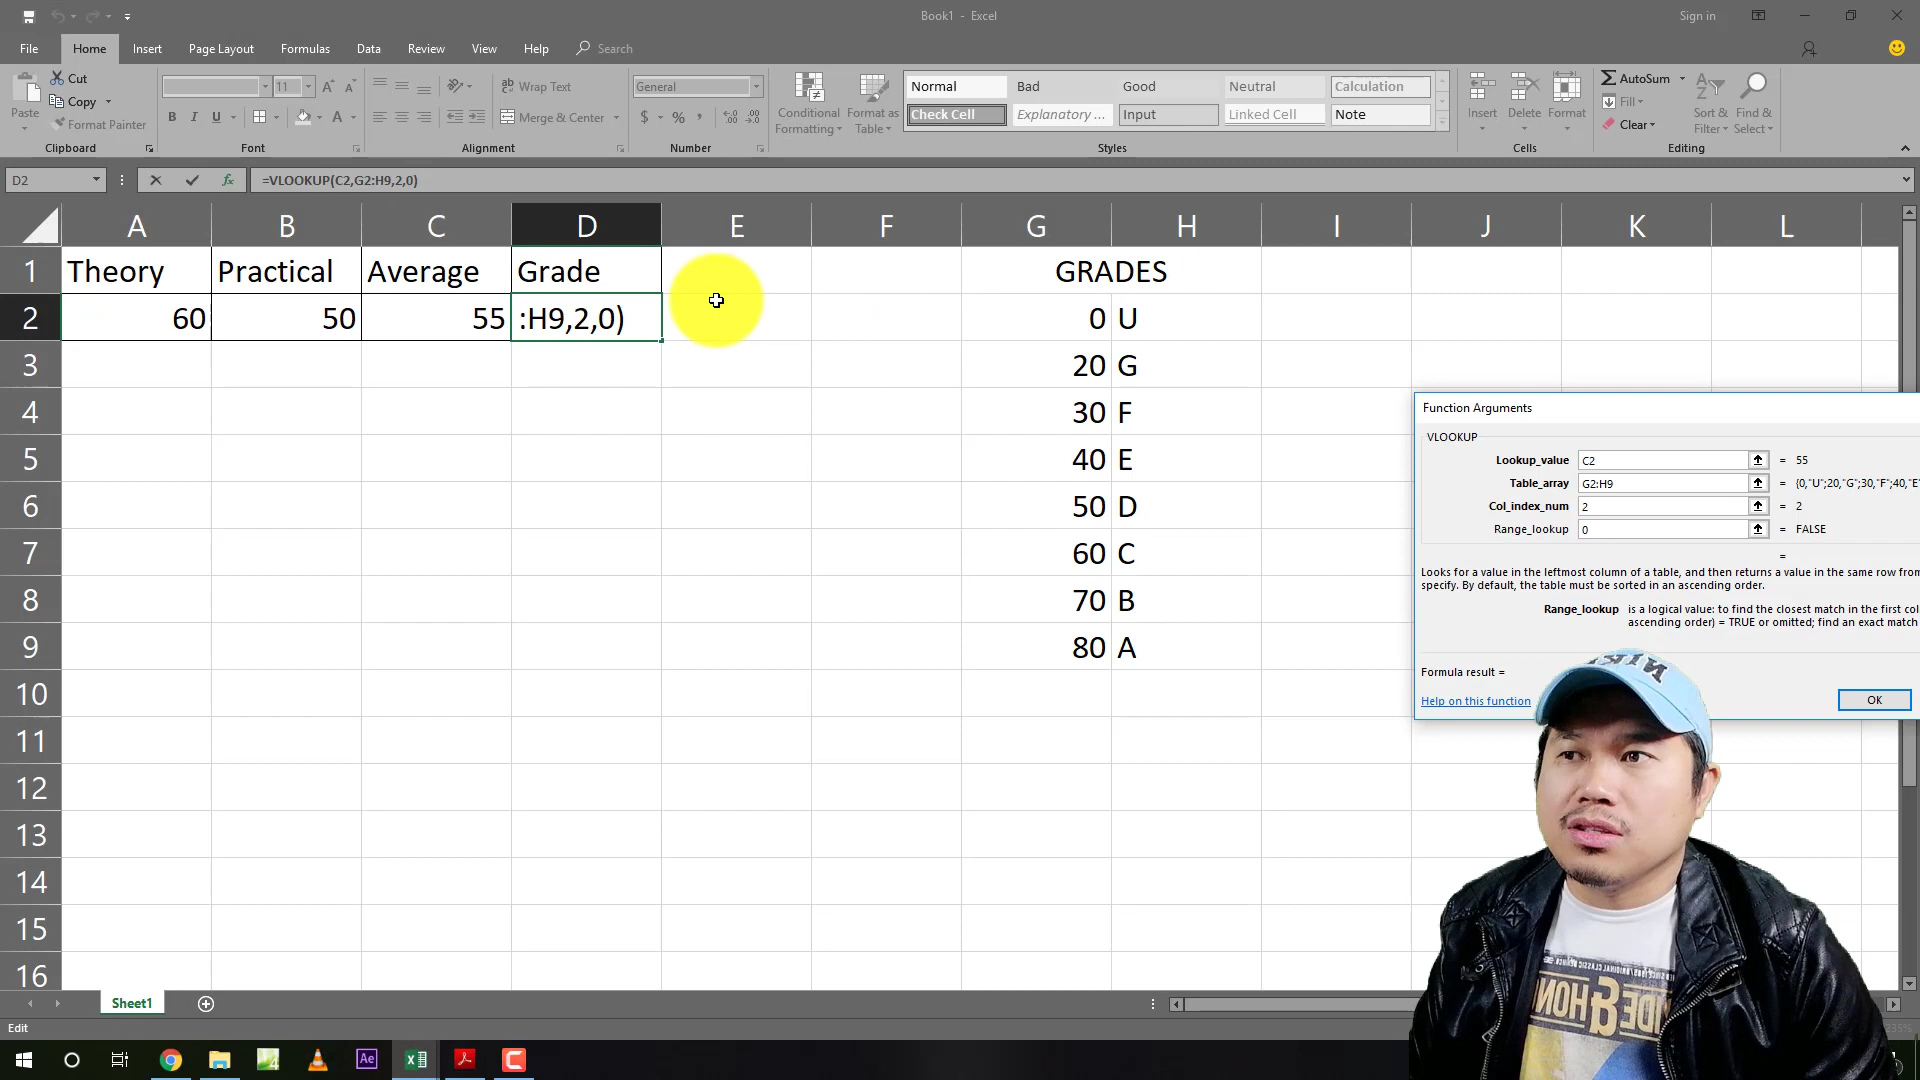 Book1 - Excel
Sign in
File Home Insert Page Layout Formulas Data Review View Help Search
Cut
Copy
Format Painter
Paste
Clipboard
11
B I U
Font
Wrap Text
Merge & Center
Alignment
General
$ % ,
Number
Conditional Formatting
Format as Table
Normal Bad Good Neutral Calculation
Check Cell Explanatory ... Input Linked Cell Note
Styles
Insert Delete Format
Cells
AutoSum
Fill
Clear
Sort & Filter
Find & Select
Editing
D2
fx
=VLOOKUP(C2,G2:H9,2,0)
A B C D E F G H I J K L
1 Theory Practical Average Grade GRADES
2 60 50 55 :H9,2,0) 0 U
3 20 G
4 30 F
5 40 E
6 50 D
7 60 C
8 70 B
9 80 A
10
11
12
13
14
15
16
Function Arguments
VLOOKUP
Lookup_value C2 = 55
Table_array G2:H9 = {0,"U";20,"G";30,"F";40,"E"
Col_index_num 2 = 2
Range_lookup 0 = FALSE
=
Looks for a value in the leftmost column of a table, and then returns a value in the same row from
specify. By default, the table must be sorted in an ascending order.
Range_lookup is a logical value: to find the closest match in the first col
ascending order) = TRUE or omitted; find an exact match
Formula result =
Help on this function
OK
Sheet1
Edit
Ae